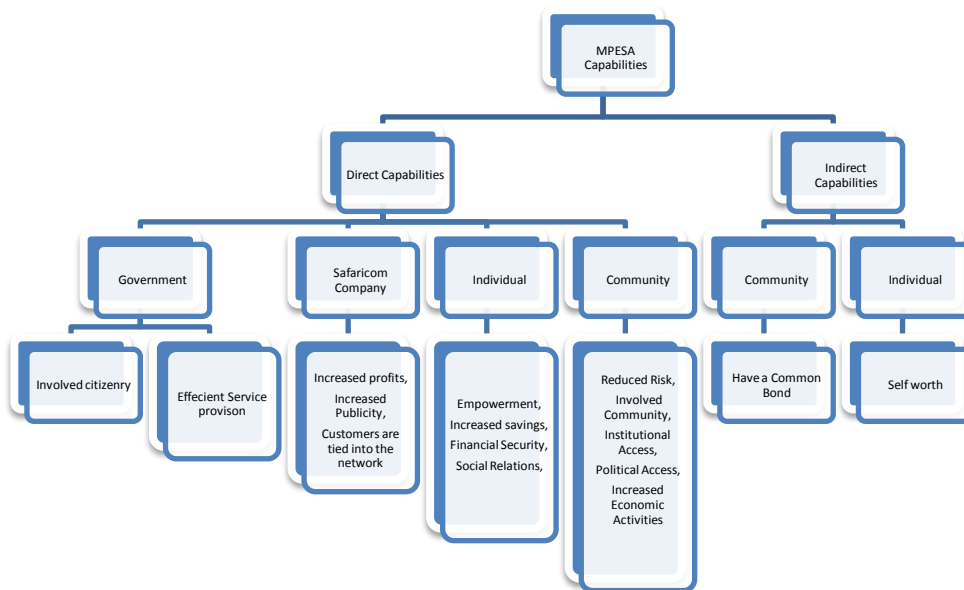 MPESA
Capabilities
Direct Capabilities
Indirect
Capabilities
Government
Safaricom
Company
Individual
Community
Community
Individual
Involved citizenry
Effecient Service
provison
Increased profits,
Increased
Publicity,
Customers are
tied into the
network
Empowerment,
Increased savings,
Financial Security,
Social Relations,
Reduced Risk,
Involved
Community,
Institutional
Access,
Political Access,
Increased
Economic
Activities
Have a Common
Bond
Self worth